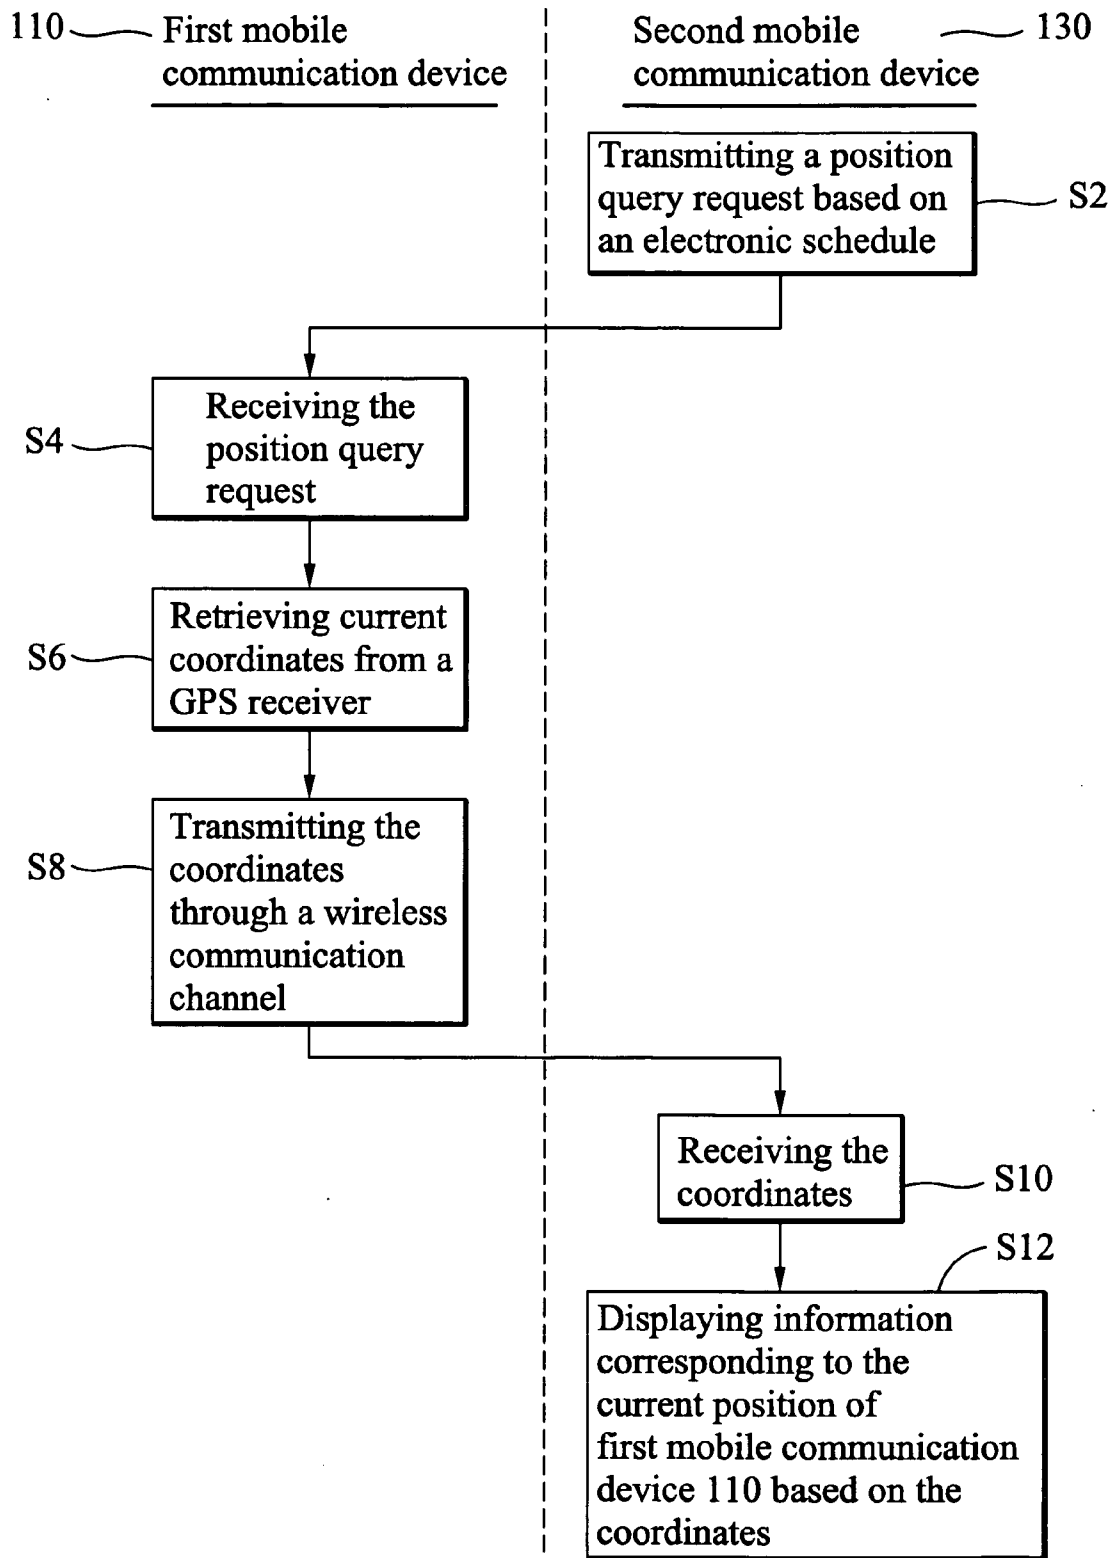 110
First mobile
communication device
Second mobile
communication device
130
Transmitting a position
query request based on
an electronic schedule
S2
Receiving the
position query
request
S4
Retrieving current
coordinates from a
GPS receiver
S6
Transmitting the
coordinates
through a wireless
communication
channel
S8
Receiving the
coordinates
S10
S12
Displaying information
corresponding to the
current position of
first mobile communication
device 110 based on the
coordinates